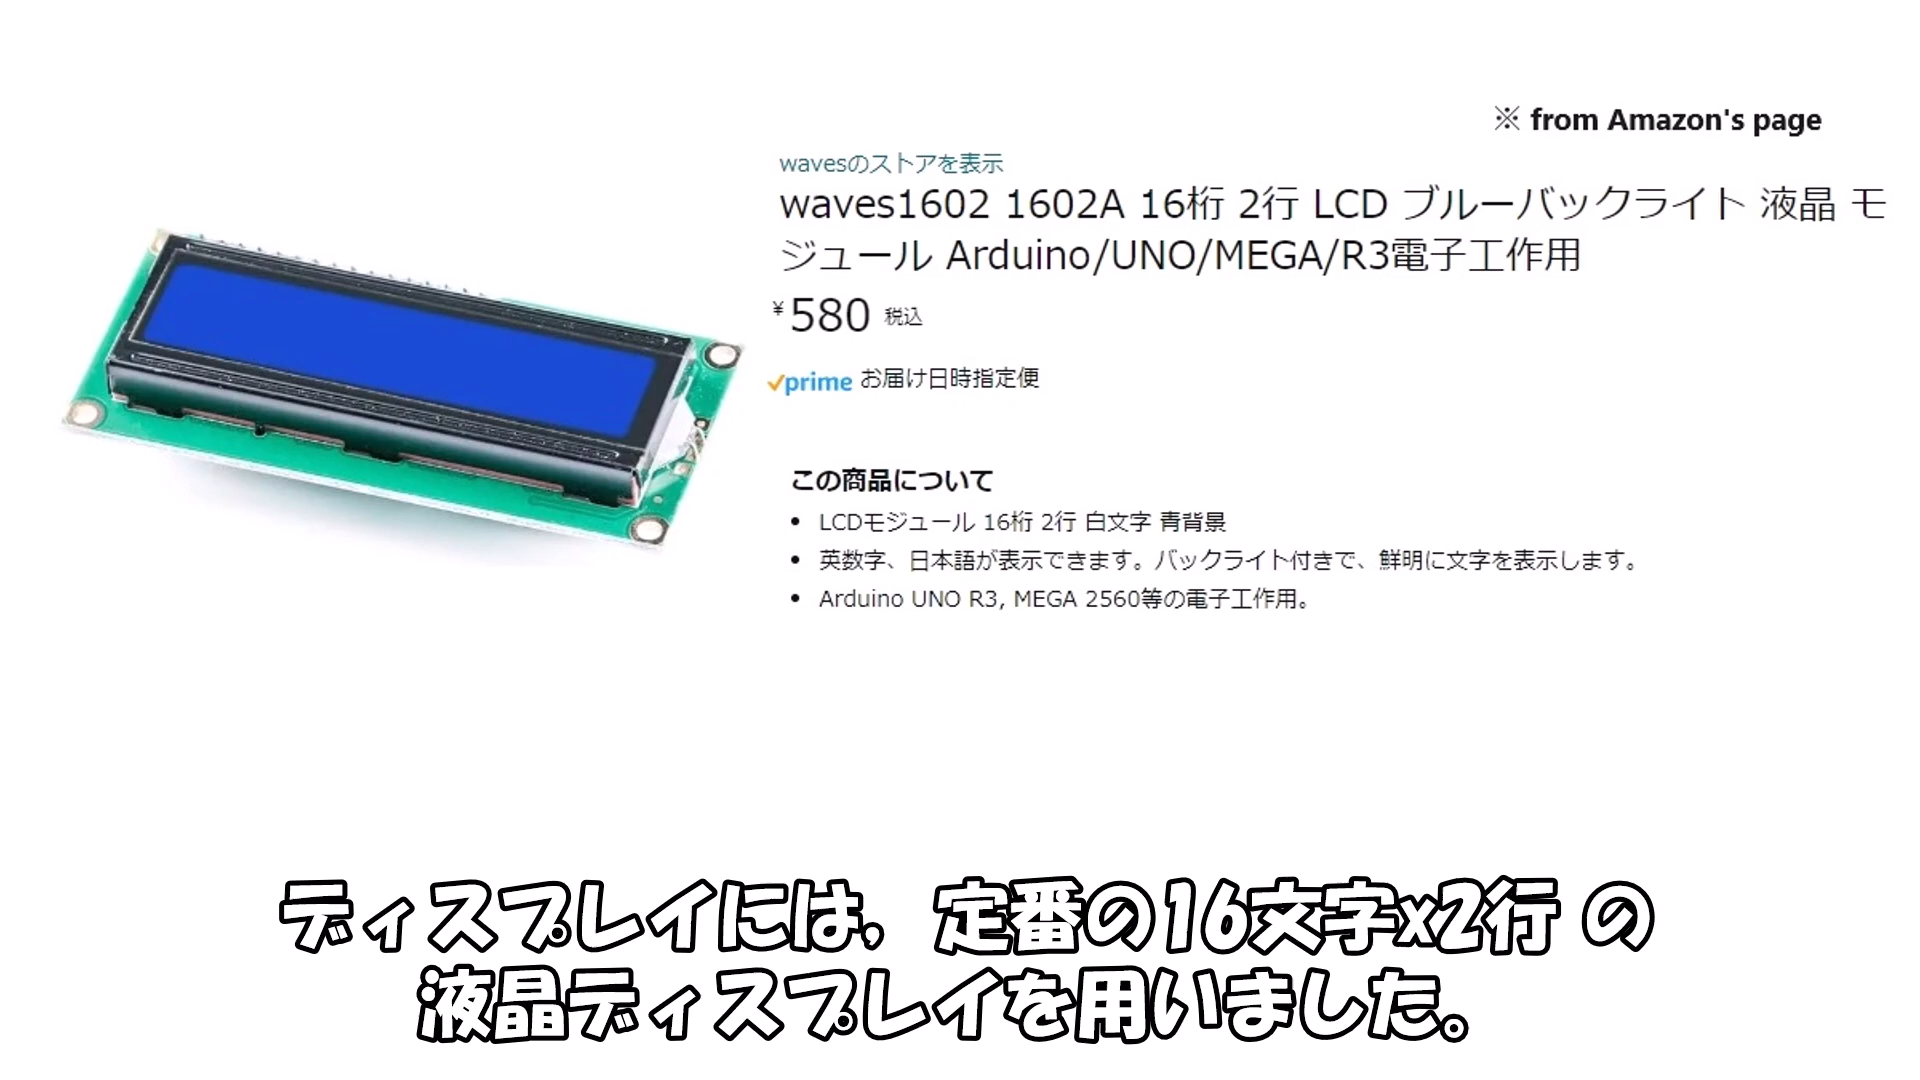 ※ from Amazon's page
wavesのストアを表示
waves1602 1602A 16桁 2行 LCD ブルーバックライト 液晶 モ
ジュール Arduino/UNO/MEGA/R3電子工作用
¥580 税込
prime お届け日時指定便
この商品について
• LCDモジュール 16桁 2行 白文字 青背景
• 英数字、日本語が表示できます。バックライト付きで、鮮明に文字を表示します。
• Arduino UNO R3, MEGA 2560等の電子工作用。
ディスプレイには, 定番の16文字x2行 の
液晶ディスプレイを用いました。